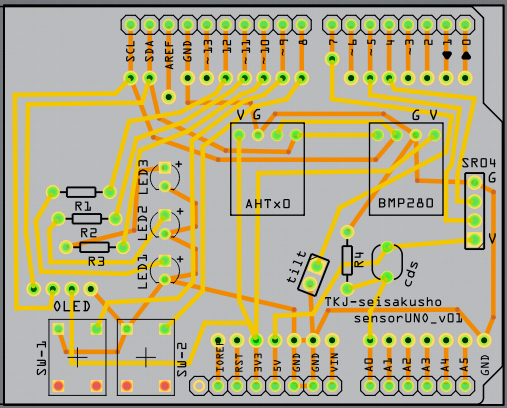 SCL SDA AREF GND ~13 12 ~11 ~10 ~9 8 7 ~6 ~5 ~4 ~3 2 1 0
V G
G V
LED3 +
AHTx0
BMP280
SR04
G
V
R1
LED2 +
R2
R3
LED1 +
tilt
R4
cds
OLED
TKJ-seisakusho
sensorUNO_v01
SW-1
SW-2
IOREF RST 3V3 5V GND GND VIN A0 A1 A2 A3 A4 A5 GND